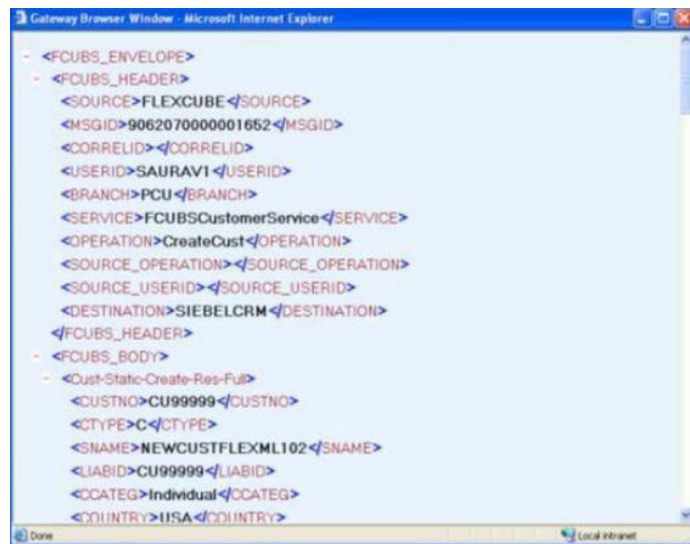 Gateway Browser Window - Microsoft Internet Explorer
- <FCUBS_ENVELOPE>
- <FCUBS_HEADER>
<SOURCE>FLEXCUBE</SOURCE>
<MSGID>9062070000001652</MSGID>
<CORRELID></CORRELID>
<USERID>SAURAV1</USERID>
<BRANCH>PCU</BRANCH>
<SERVICE>FCUBSCustomerService</SERVICE>
<OPERATION>CreateCust</OPERATION>
<SOURCE_OPERATION></SOURCE_OPERATION>
<SOURCE_USERID></SOURCE_USERID>
<DESTINATION>SIEBELCRM</DESTINATION>
</FCUBS_HEADER>
- <FCUBS_BODY>
- <Cust-Static-Create-Res-Full>
<CUSTNO>CU99999</CUSTNO>
<CTYPE>C</CTYPE>
<SNAME>NEWCUSTFLEXML102</SNAME>
<LIABID>CU99999</LIABID>
<CCATEG>Individual</CCATEG>
<COUNTRY>USA</COUNTRY>
Done Local intranet